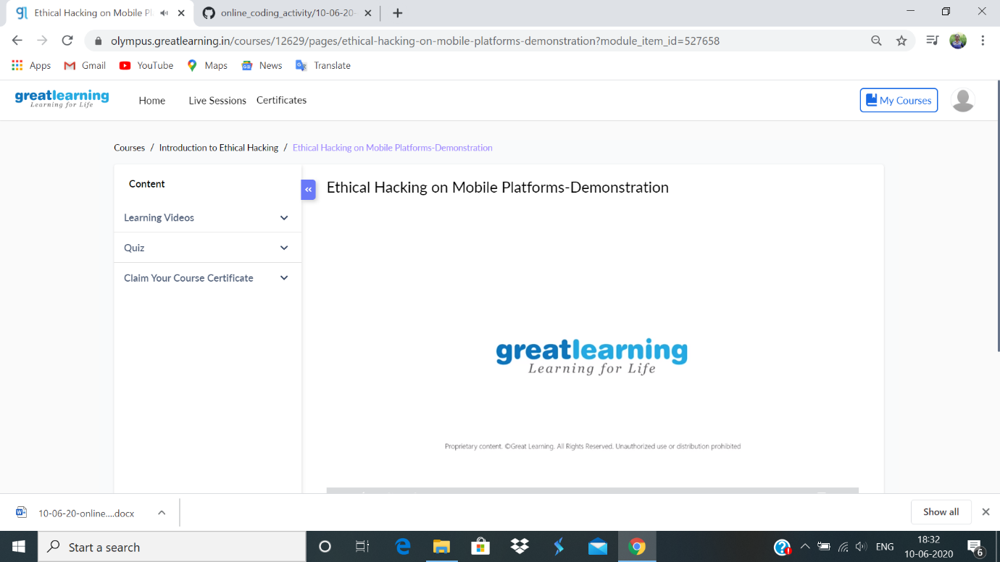 Ethical Hacking on Mobile Pl
online_coding_activity/10-06-20-
olympus.greatlearning.in/courses/12629/pages/ethical-hacking-on-mobile-platforms-demonstration?module_item_id=527658
Apps Gmail YouTube Maps News Translate
greatlearning
Learning for Life
Home Live Sessions Certificates My Courses
Courses / Introduction to Ethical Hacking / Ethical Hacking on Mobile Platforms-Demonstration
Content
«
Ethical Hacking on Mobile Platforms-Demonstration
Learning Videos
Quiz
Claim Your Course Certificate
greatlearning
Learning for Life
Proprietary content. ©Great Learning. All Rights Reserved. Unauthorized use or distribution prohibited
10-06-20-online....docx
Show all
Start a search
ENG
18:32
10-06-2020
6